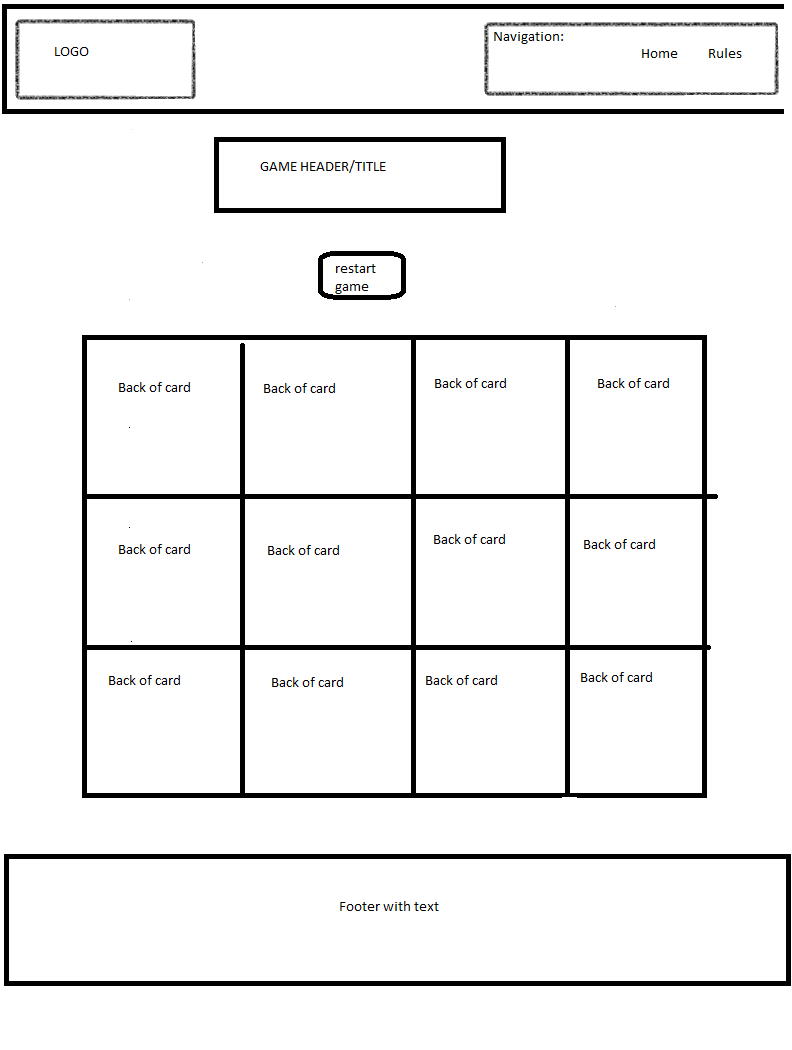 LOGO
Navigation:
Home Rules
GAME HEADER/TITLE
restart
game
Back of card Back of card Back of card Back of card
Back of card Back of card Back of card Back of card
Back of card Back of card Back of card Back of card
Footer with text